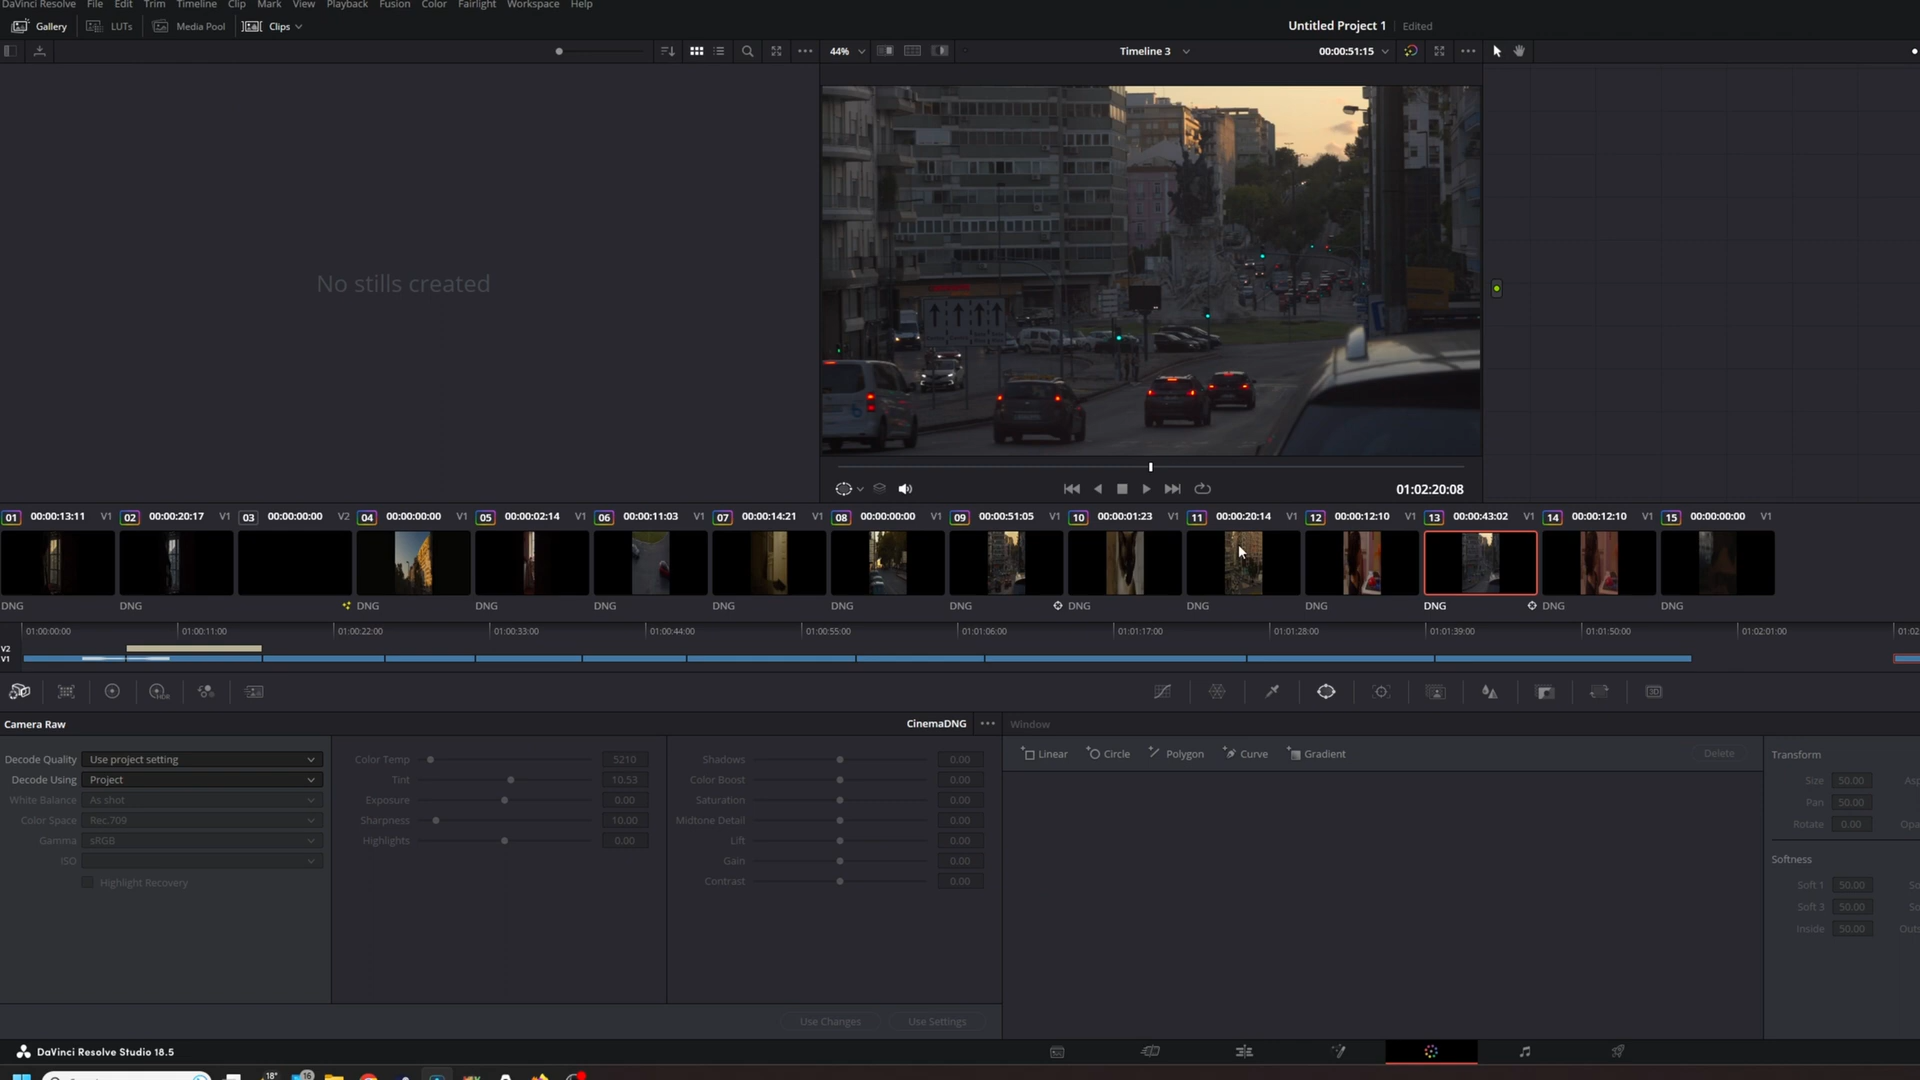 DaVinci Resolve File Edit Trim Timeline Clip Mark View Playback Fusion Color Fairlight Workspace Help
Gallery LUTs Media Pool Clips Untitled Project 1 Edited
44% Timeline 3 00:00:51:15
No stills created
01:02:20:08
01 00:00:13:11 V1 02 00:00:20:17 V1 03 00:00:00:00 V2 04 00:00:00:00 V1 05 00:00:02:14 V1 06 00:00:11:03 V1 07 00:00:14:21 V1 08 00:00:00:00 V1 09 00:00:51:05 V1 10 00:00:01:23 V1 11 00:00:20:14 V1 12 00:00:12:10 V1 13 00:00:43:02 V1 14 00:00:12:10 V1 15 00:00:00:00 V1
DNG DNG DNG DNG DNG DNG DNG DNG DNG DNG DNG DNG DNG DNG
01:00:00:00 01:00:11:00 01:00:22:00 01:00:33:00 01:00:44:00 01:00:55:00 01:01:06:00 01:01:17:00 01:01:28:00 01:01:39:00 01:01:50:00 01:02:01:00 01:02
V2
V1
HDR 3D
Camera Raw CinemaDNG Window
Decode Quality Use project setting Color Temp 5210 Shadows 0.00 Linear Circle Polygon Curve Gradient Delete Transform
Decode Using Project Tint 10.53 Color Boost 0.00 Size 50.00
White Balance As shot Exposure 0.00 Saturation 0.00 Pan 50.00
Color Space Rec.709 Sharpness 10.00 Midtone Detail 0.00 Rotate 0.00
Gamma sRGB Highlights 0.00 Lift 0.00
ISO Gain 0.00 Softness
Highlight Recovery Contrast 0.00 Soft 1 50.00
Soft 3 50.00
Inside 50.00
Use Changes Use Settings
DaVinci Resolve Studio 18.5
18° 16